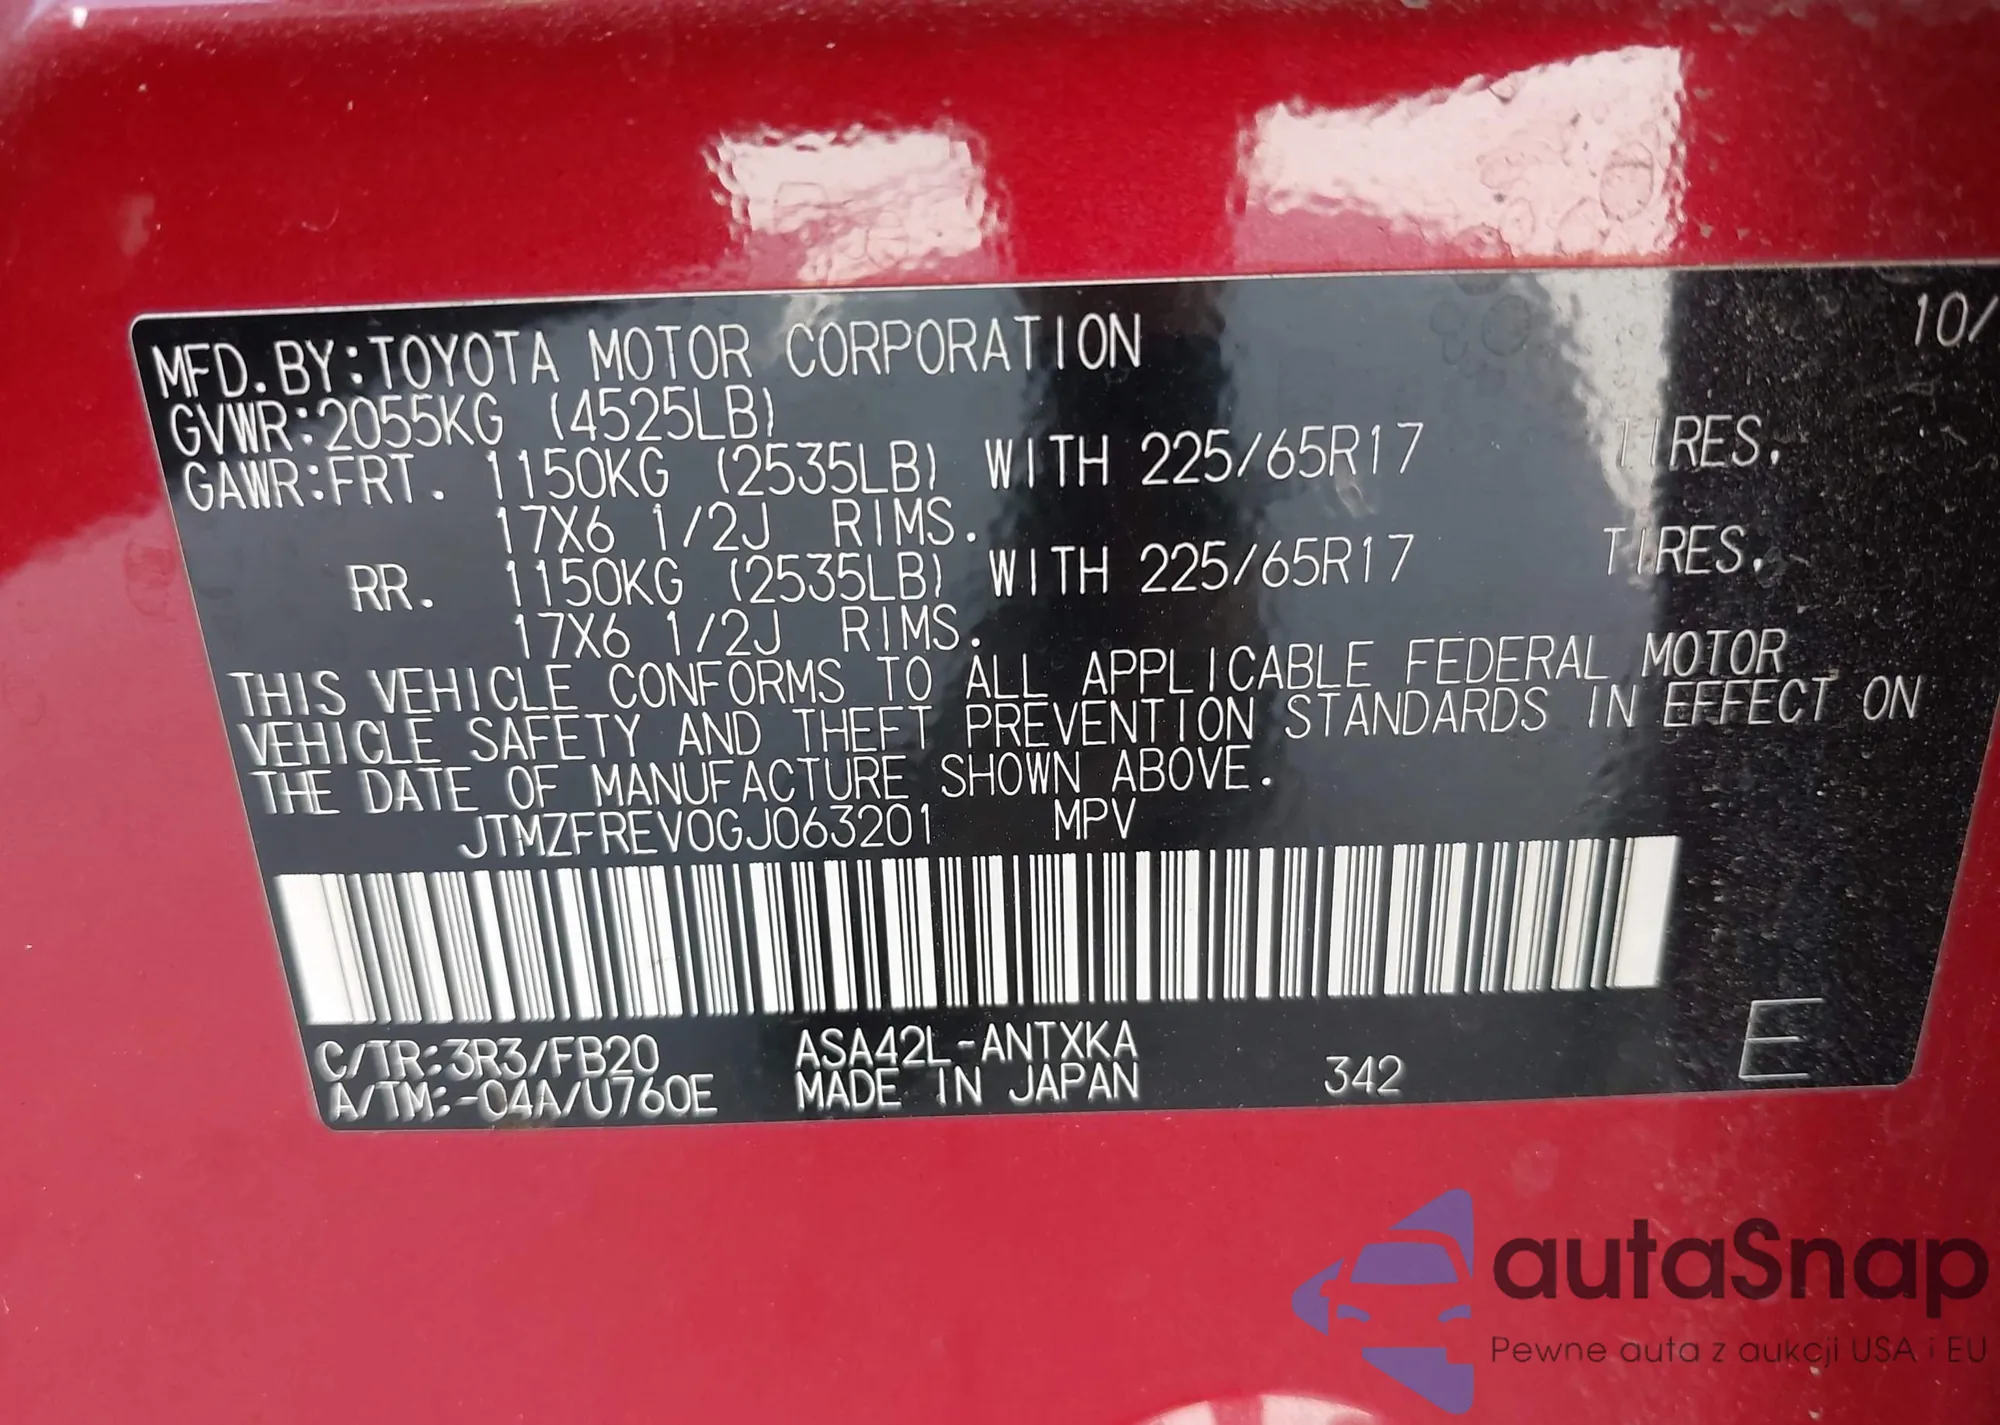 10/
MFD.BY:TOYOTA MOTOR CORPORATION
GVWR:2055KG (4525LB)
GAWR:FRT. 1150KG (2535LB) WITH 225/65R17 TIRES.
17X6 1/2J RIMS.
RR. 1150KG (2535LB) WITH 225/65R17 TIRES.
17X6 1/2J RIMS.
THIS VEHICLE CONFORMS TO ALL APPLICABLE FEDERAL MOTOR
VEHICLE SAFETY AND THEFT PREVENTION STANDARDS IN EFFECT ON
THE DATE OF MANUFACTURE SHOWN ABOVE.
JTMZFREV0GJ063201 MPV
C/TR:3R3/FB20 ASA42L-ANTXKA
A/TM:-04A/U760E MADE IN JAPAN 342 E
autaSnap
Pewne auta z aukcji USA i EU